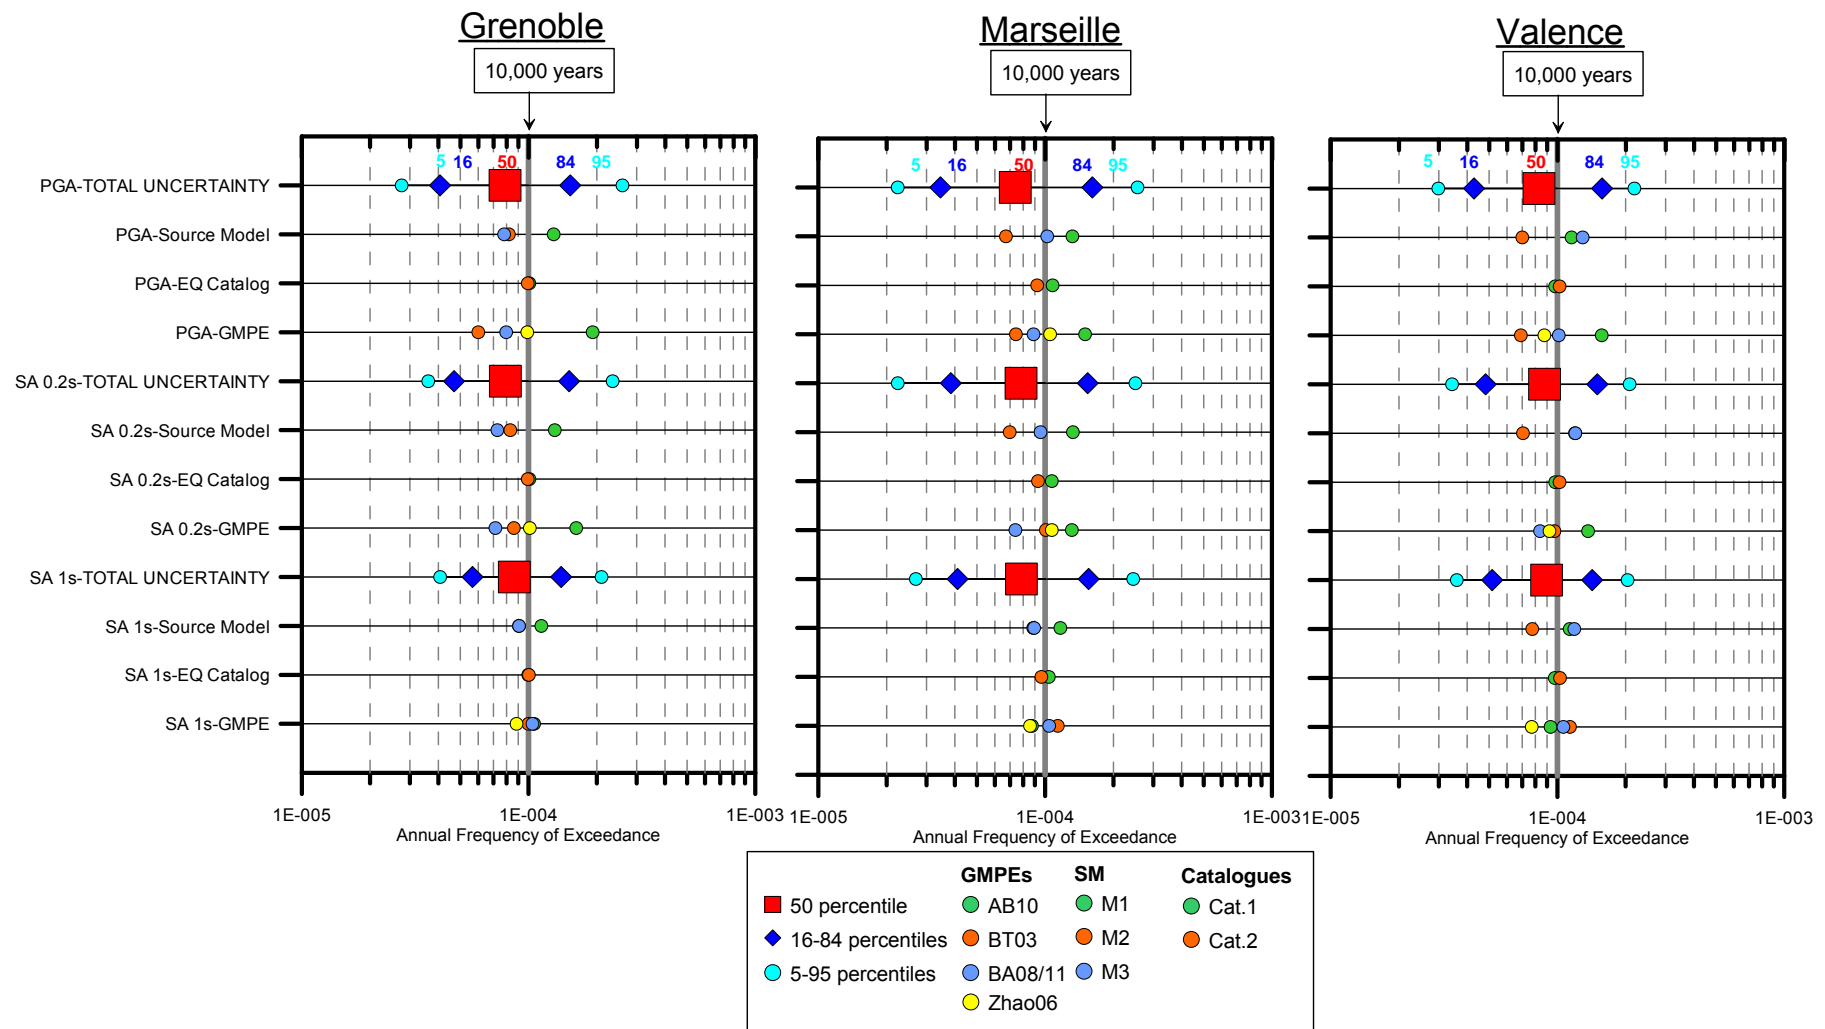 Grenoble
Marseille
Valence
10,000 years
10,000 years
10,000 years
5 16 50 84 95
5 16 50 84 95
5 16 50 84 95
PGA-TOTAL UNCERTAINTY
PGA-Source Model
PGA-EQ Catalog
PGA-GMPE
SA 0.2s-TOTAL UNCERTAINTY
SA 0.2s-Source Model
SA 0.2s-EQ Catalog
SA 0.2s-GMPE
SA 1s-TOTAL UNCERTAINTY
SA 1s-Source Model
SA 1s-EQ Catalog
SA 1s-GMPE
1E-005 1E-004 1E-003
1E-005 1E-004 1E-003
1E-005 1E-004 1E-003
Annual Frequency of Exceedance
Annual Frequency of Exceedance
Annual Frequency of Exceedance
50 percentile
16-84 percentiles
5-95 percentiles
GMPEs
AB10
BT03
BA08/11
Zhao06
SM
M1
M2
M3
Catalogues
Cat.1
Cat.2